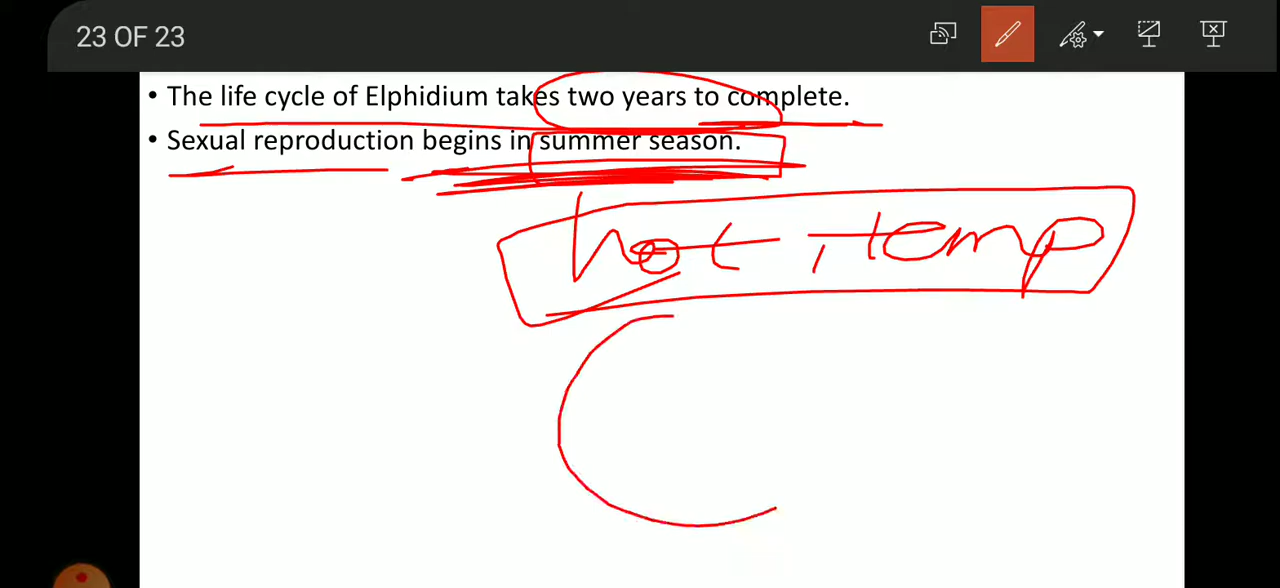 23 OF 23
• The life cycle of Elphidium takes two years to complete.
• Sexual reproduction begins in summer season.
hot, temp